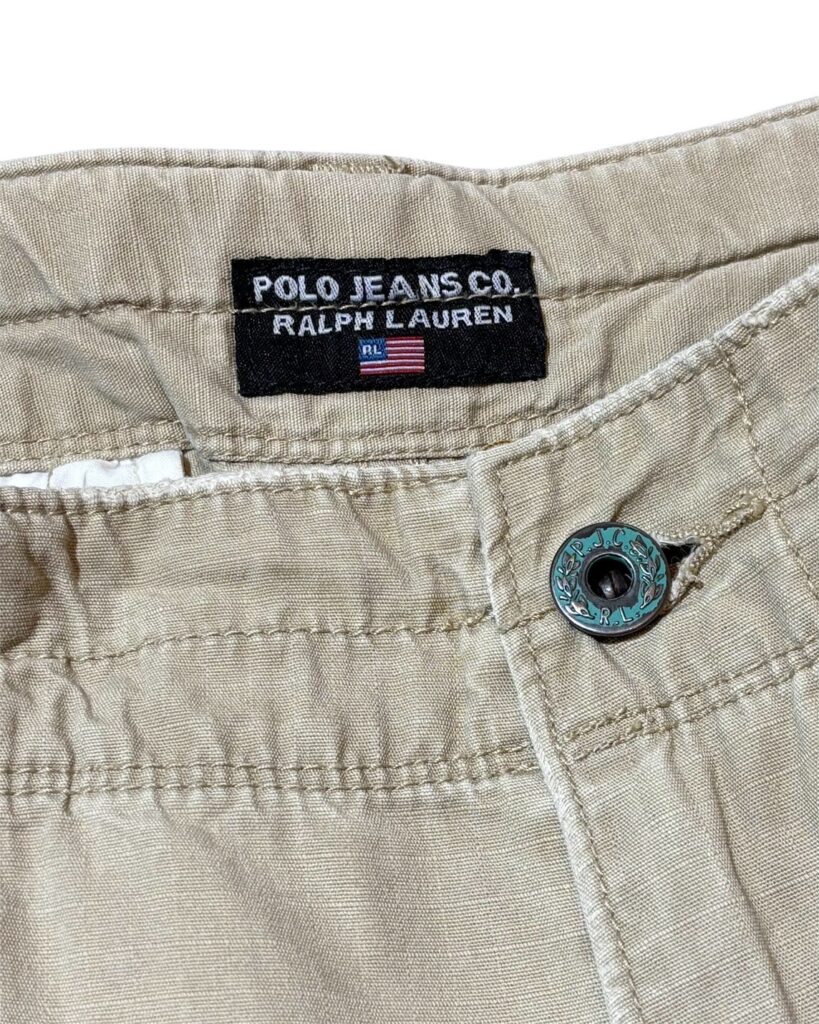 POLO JEANS CO.
RALPH LAUREN
RL
P.J.C.
R.L.